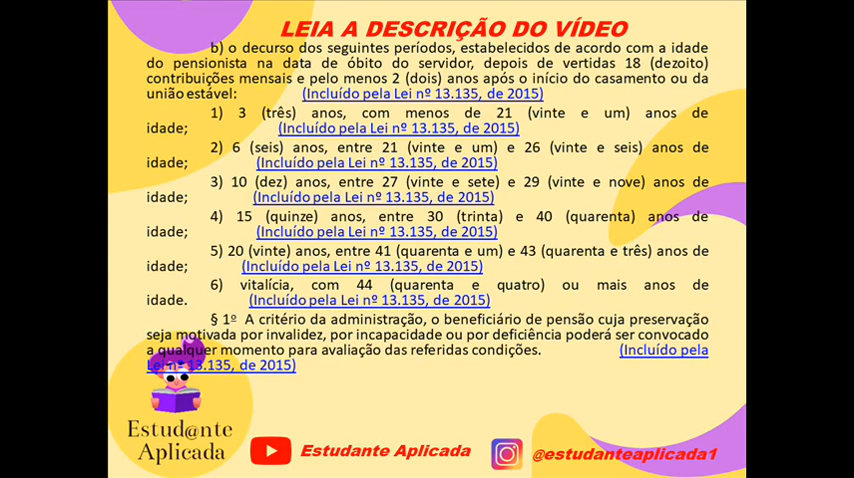 LEIA A DESCRIÇÃO DO VÍDEO
b) o decurso dos seguintes períodos, estabelecidos de acordo com a idade
do pensionista na data de óbito do servidor, depois de vertidas 18 (dezoito)
contribuições mensais e pelo menos 2 (dois) anos após o início do casamento ou da
união estável: (Incluído pela Lei nº 13.135, de 2015)
1) 3 (três) anos, com menos de 21 (vinte e um) anos de
idade; (Incluído pela Lei nº 13.135, de 2015)
2) 6 (seis) anos, entre 21 (vinte e um) e 26 (vinte e seis) anos de
idade; (Incluído pela Lei nº 13.135, de 2015)
3) 10 (dez) anos, entre 27 (vinte e sete) e 29 (vinte e nove) anos de
idade; (Incluído pela Lei nº 13.135, de 2015)
4) 15 (quinze) anos, entre 30 (trinta) e 40 (quarenta) anos de
idade; (Incluído pela Lei nº 13.135, de 2015)
5) 20 (vinte) anos, entre 41 (quarenta e um) e 43 (quarenta e três) anos de
idade; (Incluído pela Lei nº 13.135, de 2015)
6) vitalícia, com 44 (quarenta e quatro) ou mais anos de
idade. (Incluído pela Lei nº 13.135, de 2015)
§ 1º A critério da administração, o beneficiário de pensão cuja preservação
seja motivada por invalidez, por incapacidade ou por deficiência poderá ser convocado
a qualquer momento para avaliação das referidas condições. (Incluído pela
Lei nº 13.135, de 2015)
Estud@nte
Aplicada
Estudante Aplicada
@estudanteaplicada1